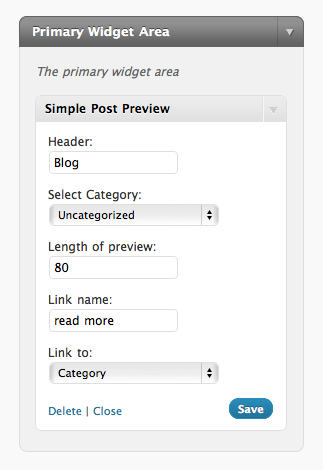 Primary Widget Area
The primary widget area
Simple Post Preview
Header:
Blog
Select Category:
Uncategorized
Length of preview:
80
Link name:
read more
Link to:
Category
Delete | Close
Save